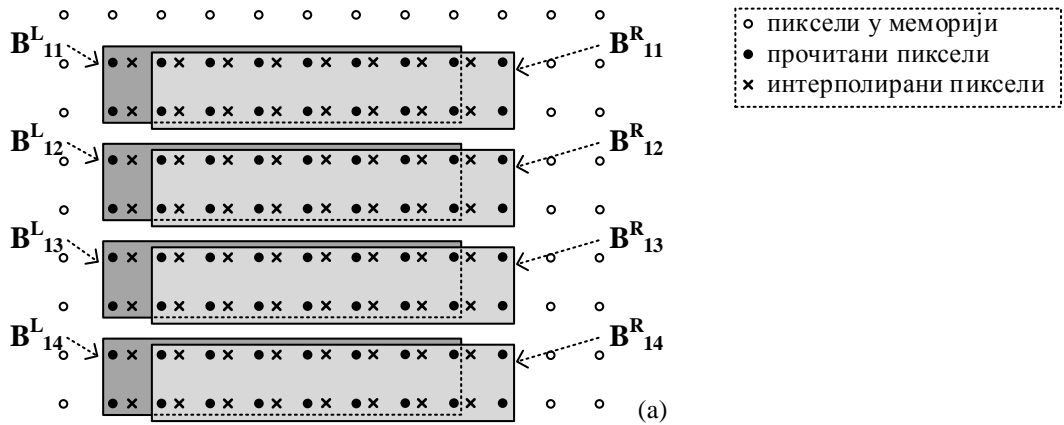 B^L_11
B^R_11
B^L_12
B^R_12
B^L_13
B^R_13
B^L_14
B^R_14
(a)
пиксели у меморији
прочитани пиксели
интерполирани пиксели